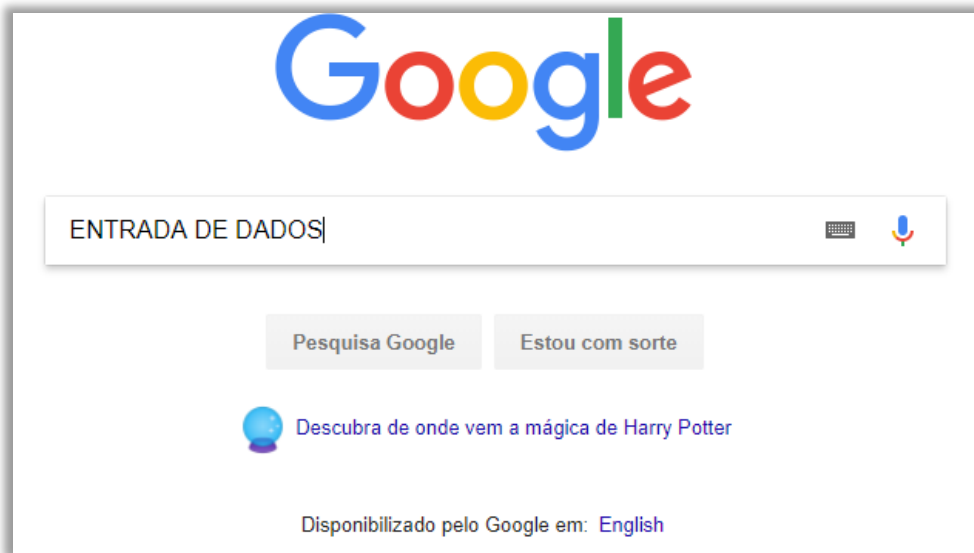 Google
ENTRADA DE DADOS
Pesquisa Google Estou com sorte
Descubra de onde vem a mágica de Harry Potter
Disponibilizado pelo Google em: English